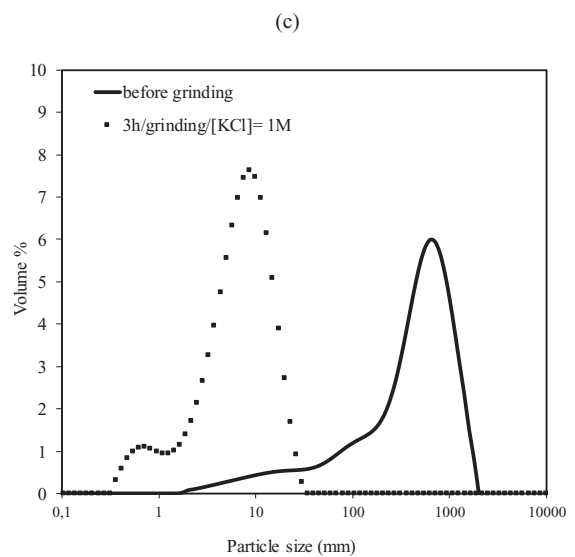 (c)
10
9
8
7
6
5
4
3
2
1
0
Volume %
before grinding
3h/grinding/[KCl]= 1M
0,1 1 10 100 1000 10000
Particle size (mm)